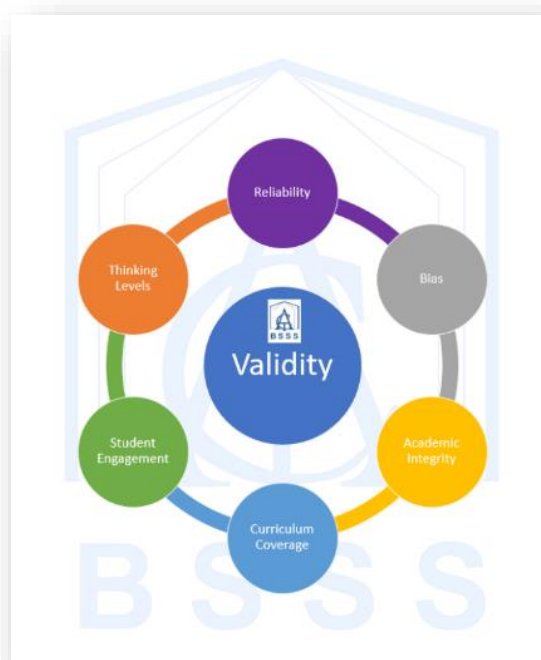 Reliability
Thinking
Levels
Bias
BSSS
Validity
Student
Engagement
Academic
Integrity
Curriculum
Coverage
BSSS